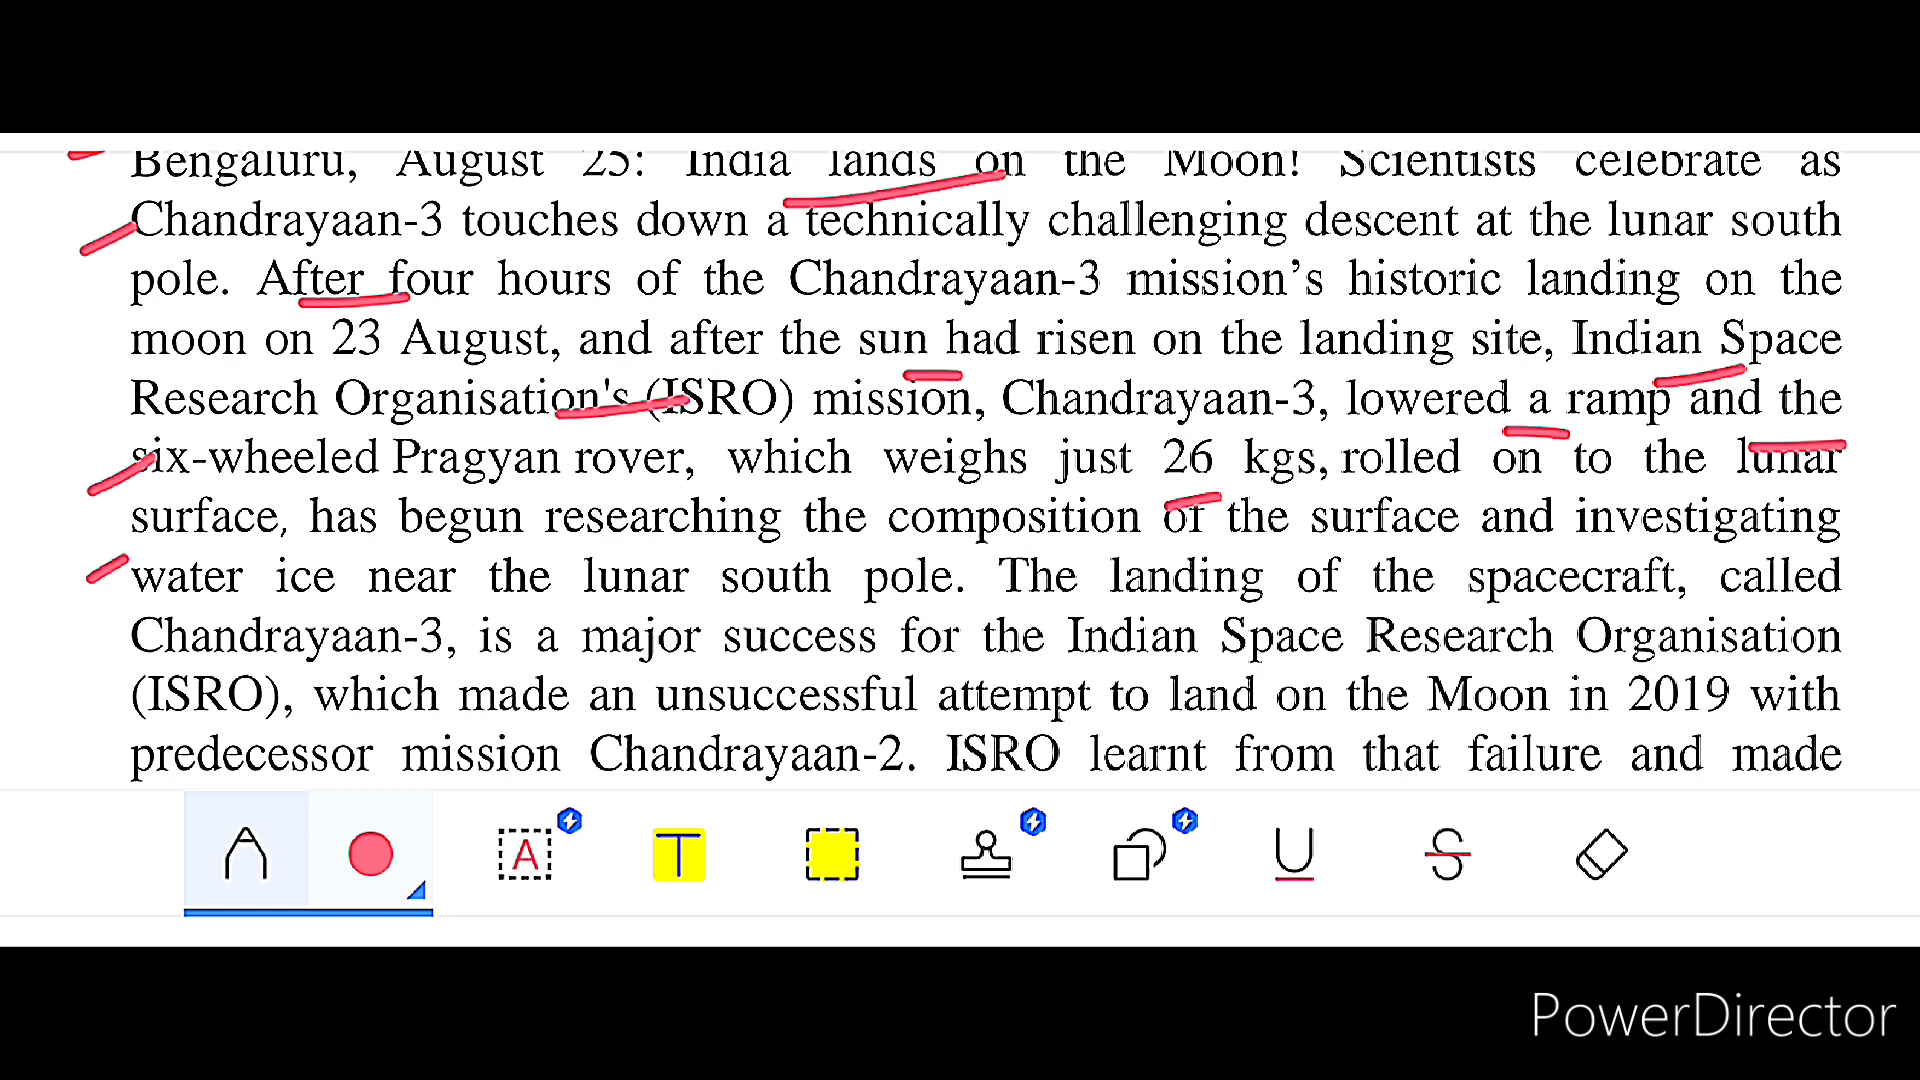 Bengaluru, August 25: India lands on the Moon! Scientists celebrate as
Chandrayaan-3 touches down a technically challenging descent at the lunar south
pole. After four hours of the Chandrayaan-3 mission’s historic landing on the
moon on 23 August, and after the sun had risen on the landing site, Indian Space
Research Organisation's (ISRO) mission, Chandrayaan-3, lowered a ramp and the
six-wheeled Pragyan rover, which weighs just 26 kgs, rolled on to the lunar
surface, has begun researching the composition of the surface and investigating
water ice near the lunar south pole. The landing of the spacecraft, called
Chandrayaan-3, is a major success for the Indian Space Research Organisation
(ISRO), which made an unsuccessful attempt to land on the Moon in 2019 with
predecessor mission Chandrayaan-2. ISRO learnt from that failure and made
A T U S
PowerDirector